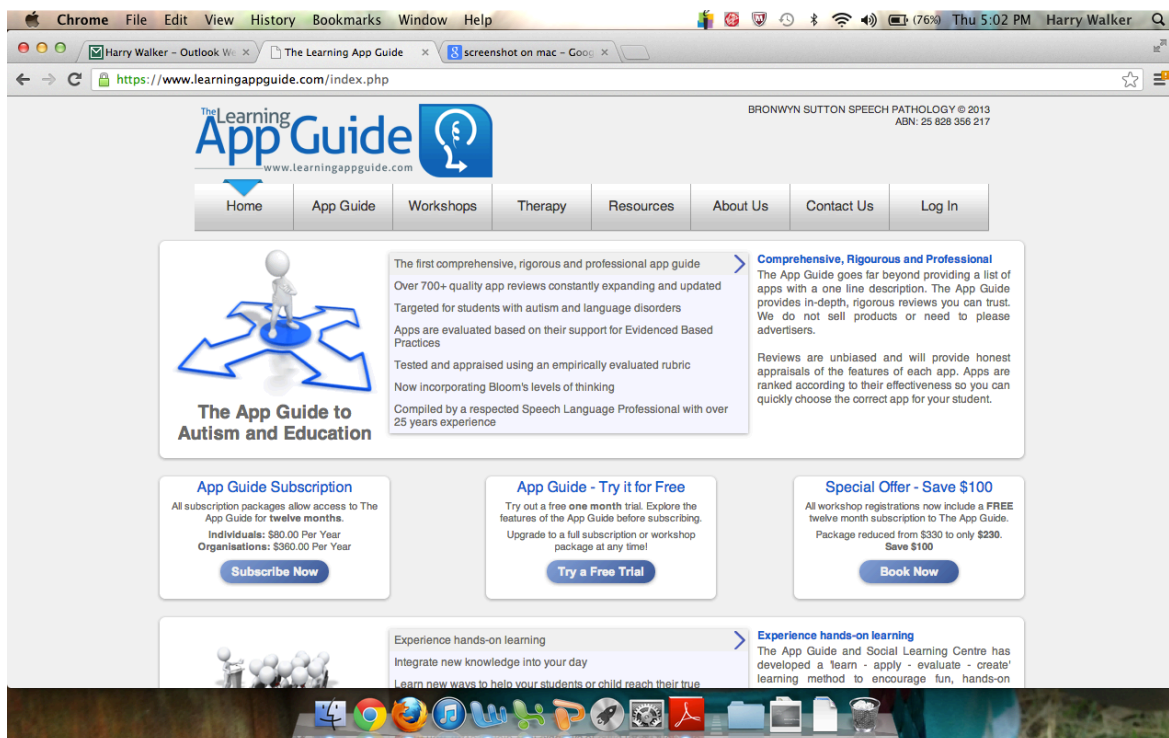 Chrome File Edit View History Bookmarks Window Help (76%) Thu 5:02 PM Harry Walker
Harry Walker – Outlook We
The Learning App Guide
screenshot on mac – Goog
https://www.learningappguide.com/index.php
The Learning
App Guide
www.learningappguide.com
BRONWYN SUTTON SPEECH PATHOLOGY © 2013
ABN: 25 828 356 217
Home App Guide Workshops Therapy Resources About Us Contact Us Log In
The App Guide to
Autism and Education
The first comprehensive, rigorous and professional app guide
Over 700+ quality app reviews constantly expanding and updated
Targeted for students with autism and language disorders
Apps are evaluated based on their support for Evidenced Based
Practices
Tested and appraised using an empirically evaluated rubric
Now incorporating Bloom's levels of thinking
Compiled by a respected Speech Language Professional with over
25 years experience
Comprehensive, Rigourous and Professional
The App Guide goes far beyond providing a list of
apps with a one line description. The App Guide
provides in-depth, rigorous reviews you can trust.
We do not sell products or need to please
advertisers.
Reviews are unbiased and will provide honest
appraisals of the features of each app. Apps are
ranked according to their effectiveness so you can
quickly choose the correct app for your student.
App Guide Subscription
All subscription packages allow access to The
App Guide for twelve months.
Individuals: $80.00 Per Year
Organisations: $360.00 Per Year
Subscribe Now
App Guide - Try it for Free
Try out a free one month trial. Explore the
features of the App Guide before subscribing.
Upgrade to a full subscription or workshop
package at any time!
Try a Free Trial
Special Offer - Save $100
All workshop registrations now include a FREE
twelve month subscription to The App Guide.
Package reduced from $330 to only $230.
Save $100
Book Now
Experience hands-on learning
Integrate new knowledge into your day
Learn new ways to help your students or child reach their true
Experience hands-on learning
The App Guide and Social Learning Centre has
developed a 'learn - apply - evaluate - create'
learning method to encourage fun, hands-on